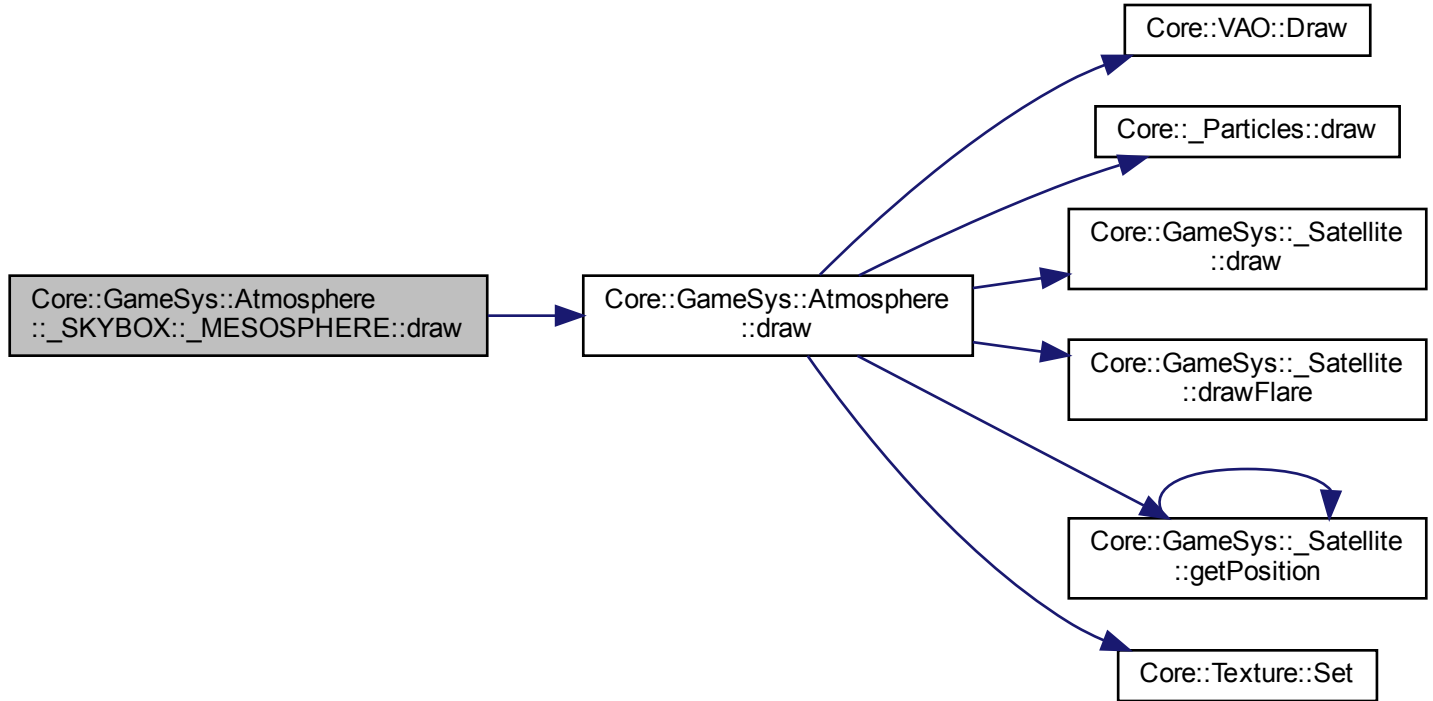 Core::GameSys::Atmosphere
::_SKYBOX::_MESOSPHERE::draw
Core::GameSys::Atmosphere
::draw
Core::VAO::Draw
Core::_Particles::draw
Core::GameSys::_Satellite
::draw
Core::GameSys::_Satellite
::drawFlare
Core::GameSys::_Satellite
::getPosition
Core::Texture::Set